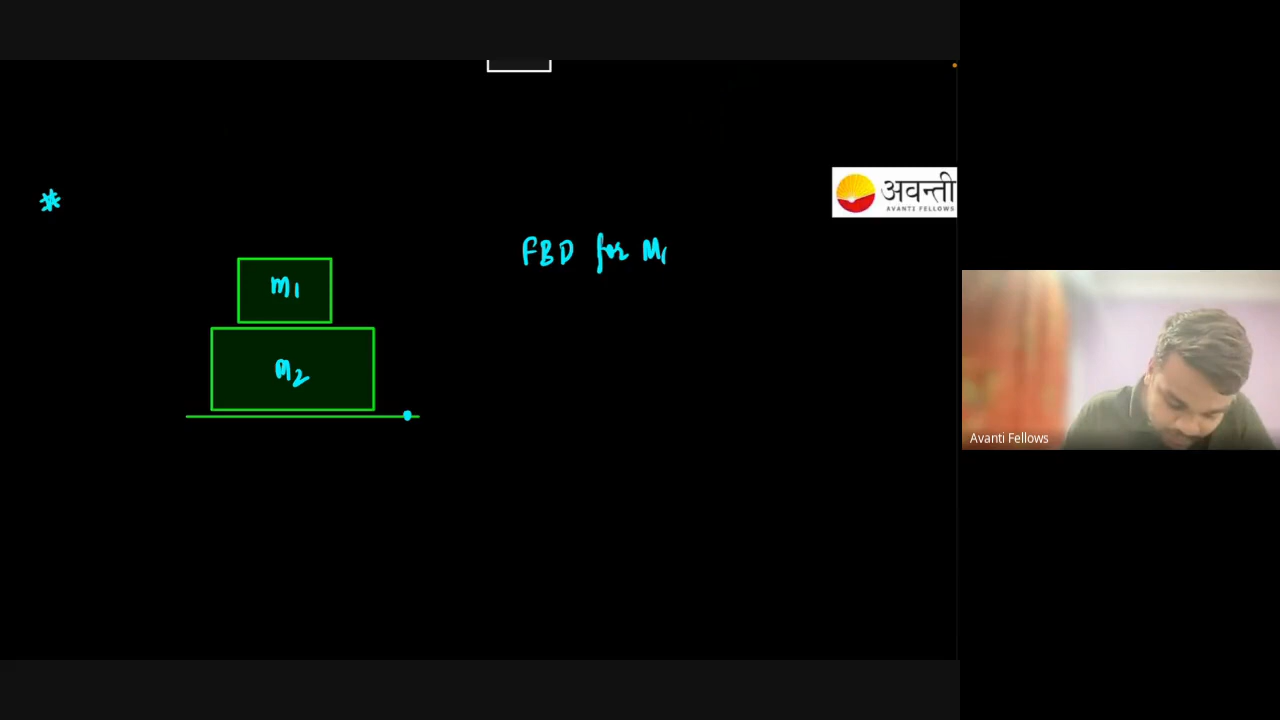 *
अवन्ती
AVANTI FELLOWS
FBD for M1
m1
m2
Avanti Fellows